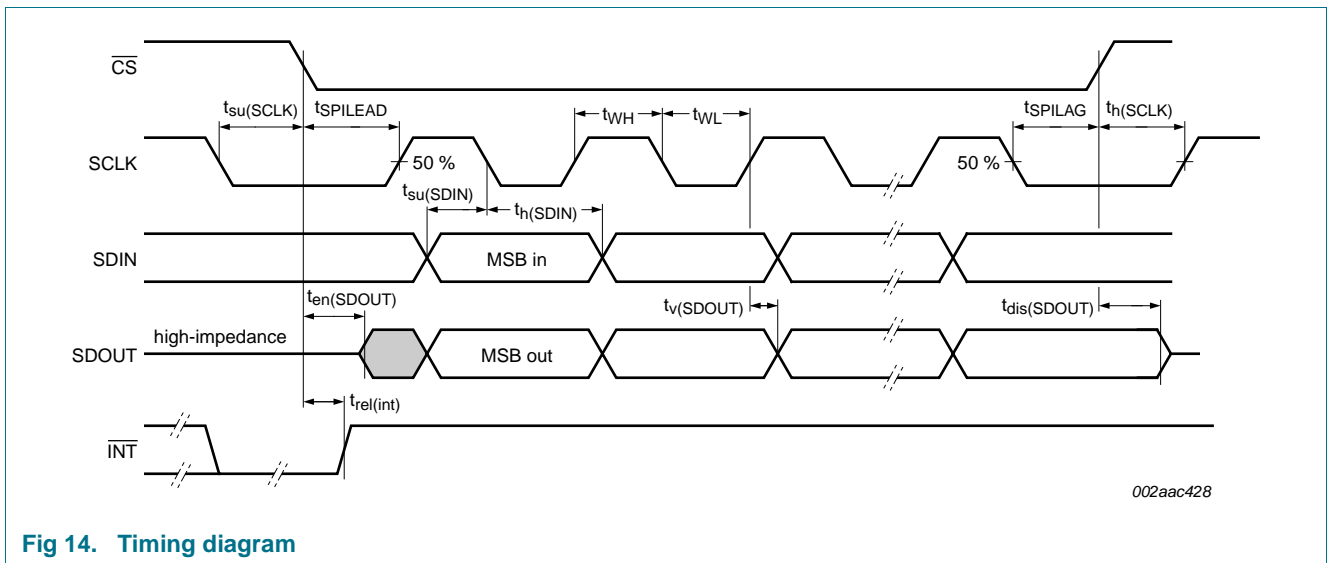 CS
tsu(SCLK) tSPILEAD tWH tWL tSPILAG th(SCLK)
SCLK 50 % 50 %
tsu(SDIN) th(SDIN)
SDIN MSB in
ten(SDOUT) tv(SDOUT) tdis(SDOUT)
high-impedance
SDOUT MSB out
trel(int)
INT
002aac428
Fig 14. Timing diagram